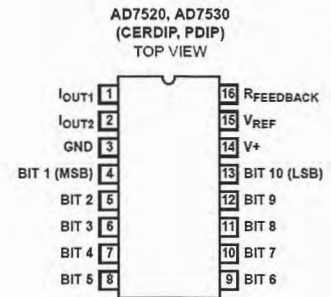 AD7520, AD7530
(CERDIP, PDIP)
TOP VIEW
IOUT1 1 16 RFEEDBACK
IOUT2 2 15 VREF
GND 3 14 V+
BIT 1 (MSB) 4 13 BIT 10 (LSB)
BIT 2 5 12 BIT 9
BIT 3 6 11 BIT 8
BIT 4 7 10 BIT 7
BIT 5 8 9 BIT 6